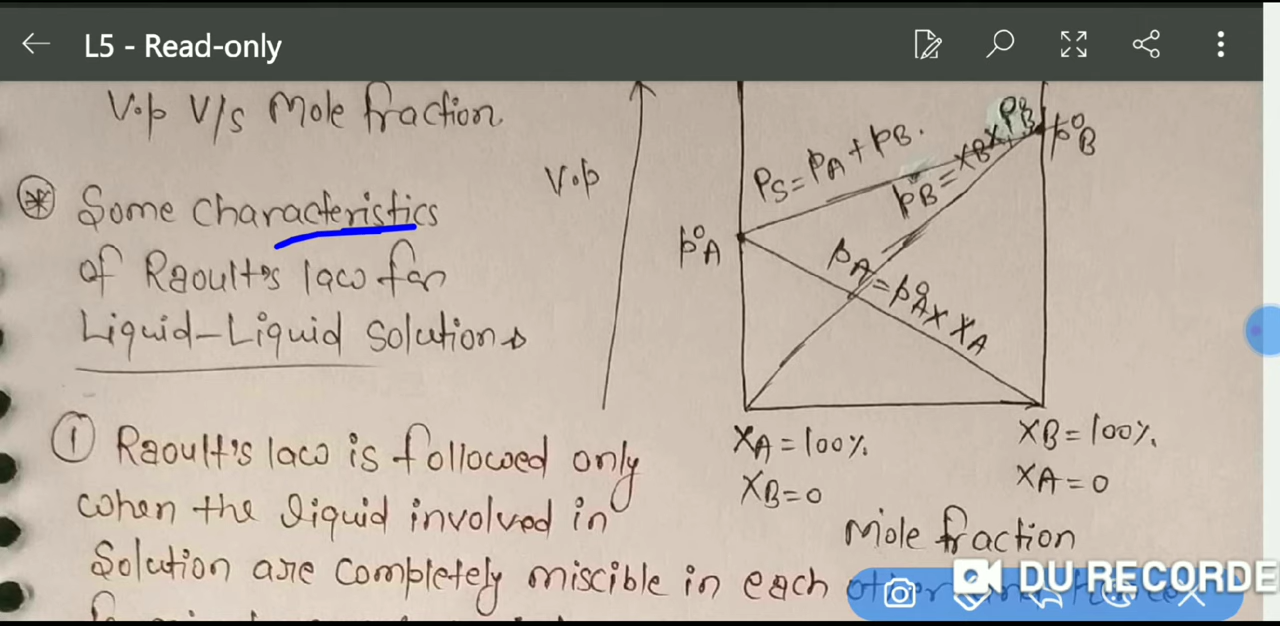 L5 - Read-only
V.p V/s Mole fraction.
Some characteristics
of Raoult's law for
Liquid-Liquid Solution
① Raoult's law is followed only
when the liquid involved in
Solution are completely miscible in each other
V.p
Ps = pA + pB.
pB = XB × p°B
p°B
p°A
pA = p°A × XA
XA = 100%
XB = 0
XB = 100%.
XA = 0
Mole fraction
DU RECORDE